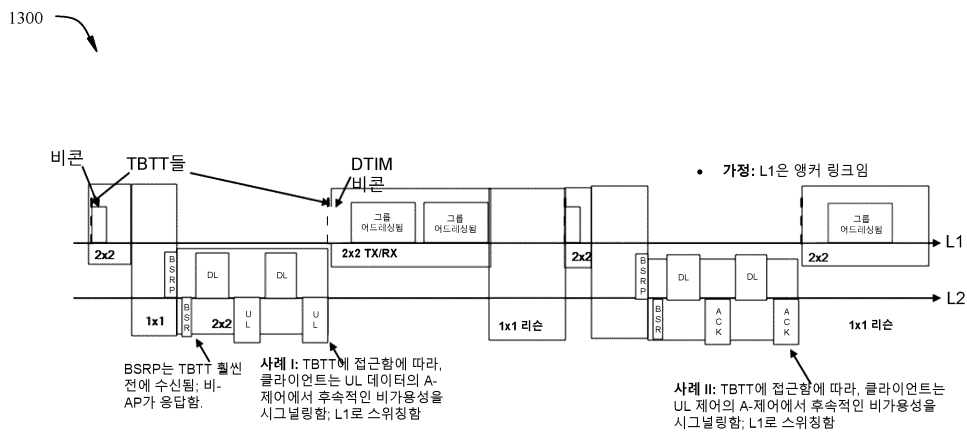 1300
비콘
TBTT들
DTIM
비콘
• 가정: L1은 앵커 링크임
그룹
어드레싱됨
그룹
어드레싱됨
그룹
어드레싱됨
L1
2x2
2x2 TX/RX
2x2
2x2
BSRP
DL
DL
BSRP
DL
DL
L2
1x1
BSR
2x2
UL
UL
1x1 리슨
BSR
ACK
ACK
1x1 리슨
BSRP는 TBTT 훨씬
전에 수신됨; 비-
AP가 응답함.
사례 I: TBTT에 접근함에 따라,
클라이언트는 UL 데이터의 A-
제어에서 후속적인 비가용성을
시그널링함; L1로 스위칭함
사례 II: TBTT에 접근함에 따라, 클라이언트는
UL 제어의 A-제어에서 후속적인 비가용성을
시그널링함; L1로 스위칭함